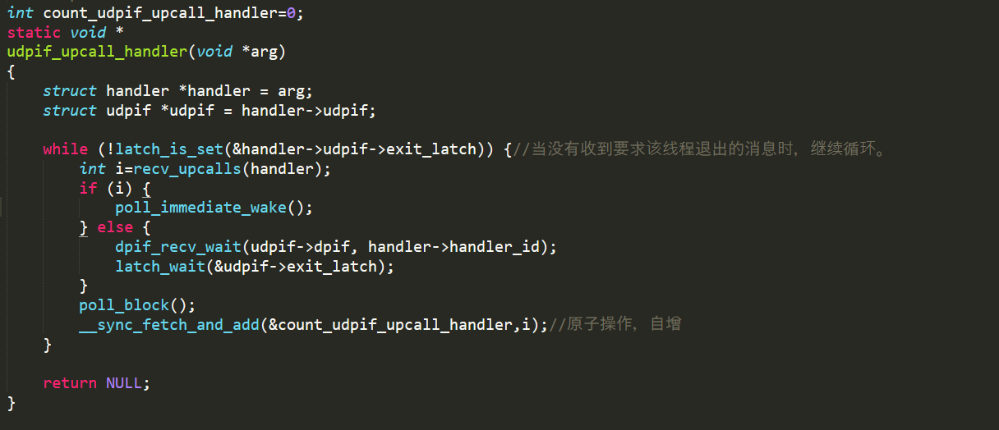 int count_udpif_upcall_handler=0;
static void *
udpif_upcall_handler(void *arg)
{
    struct handler *handler = arg;
    struct udpif *udpif = handler->udpif;

    while (!latch_is_set(&handler->udpif->exit_latch)) {//当没有收到要求该线程退出的消息时，继续循环。
        int i=recv_upcalls(handler);
        if (i) {
            poll_immediate_wake();
        } else {
            dpif_recv_wait(udpif->dpif, handler->handler_id);
            latch_wait(&udpif->exit_latch);
        }
        poll_block();
        __sync_fetch_and_add(&count_udpif_upcall_handler,i);//原子操作，自增
    }

    return NULL;
}